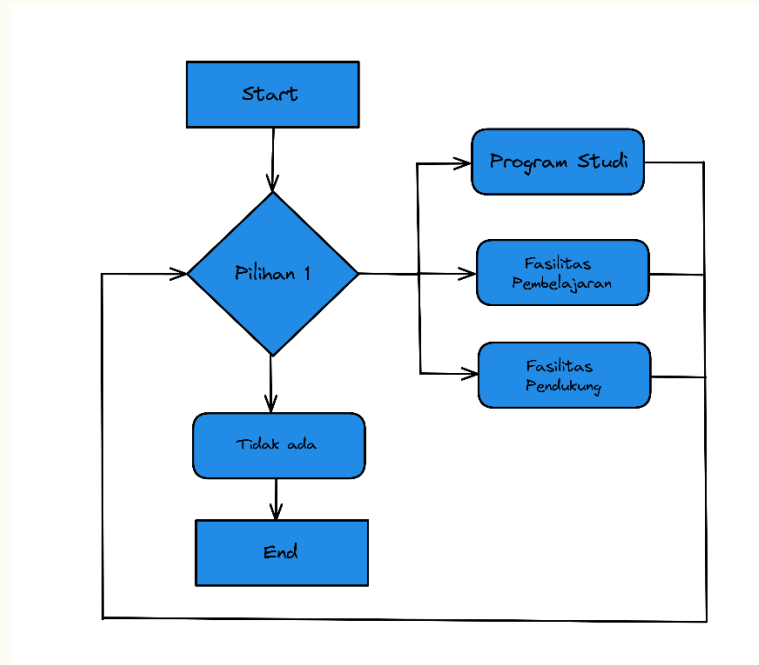 Start
Program Studi
Pilihan 1
Fasilitas
Pembelajaran
Fasilitas
Pendukung
Tidak ada
End